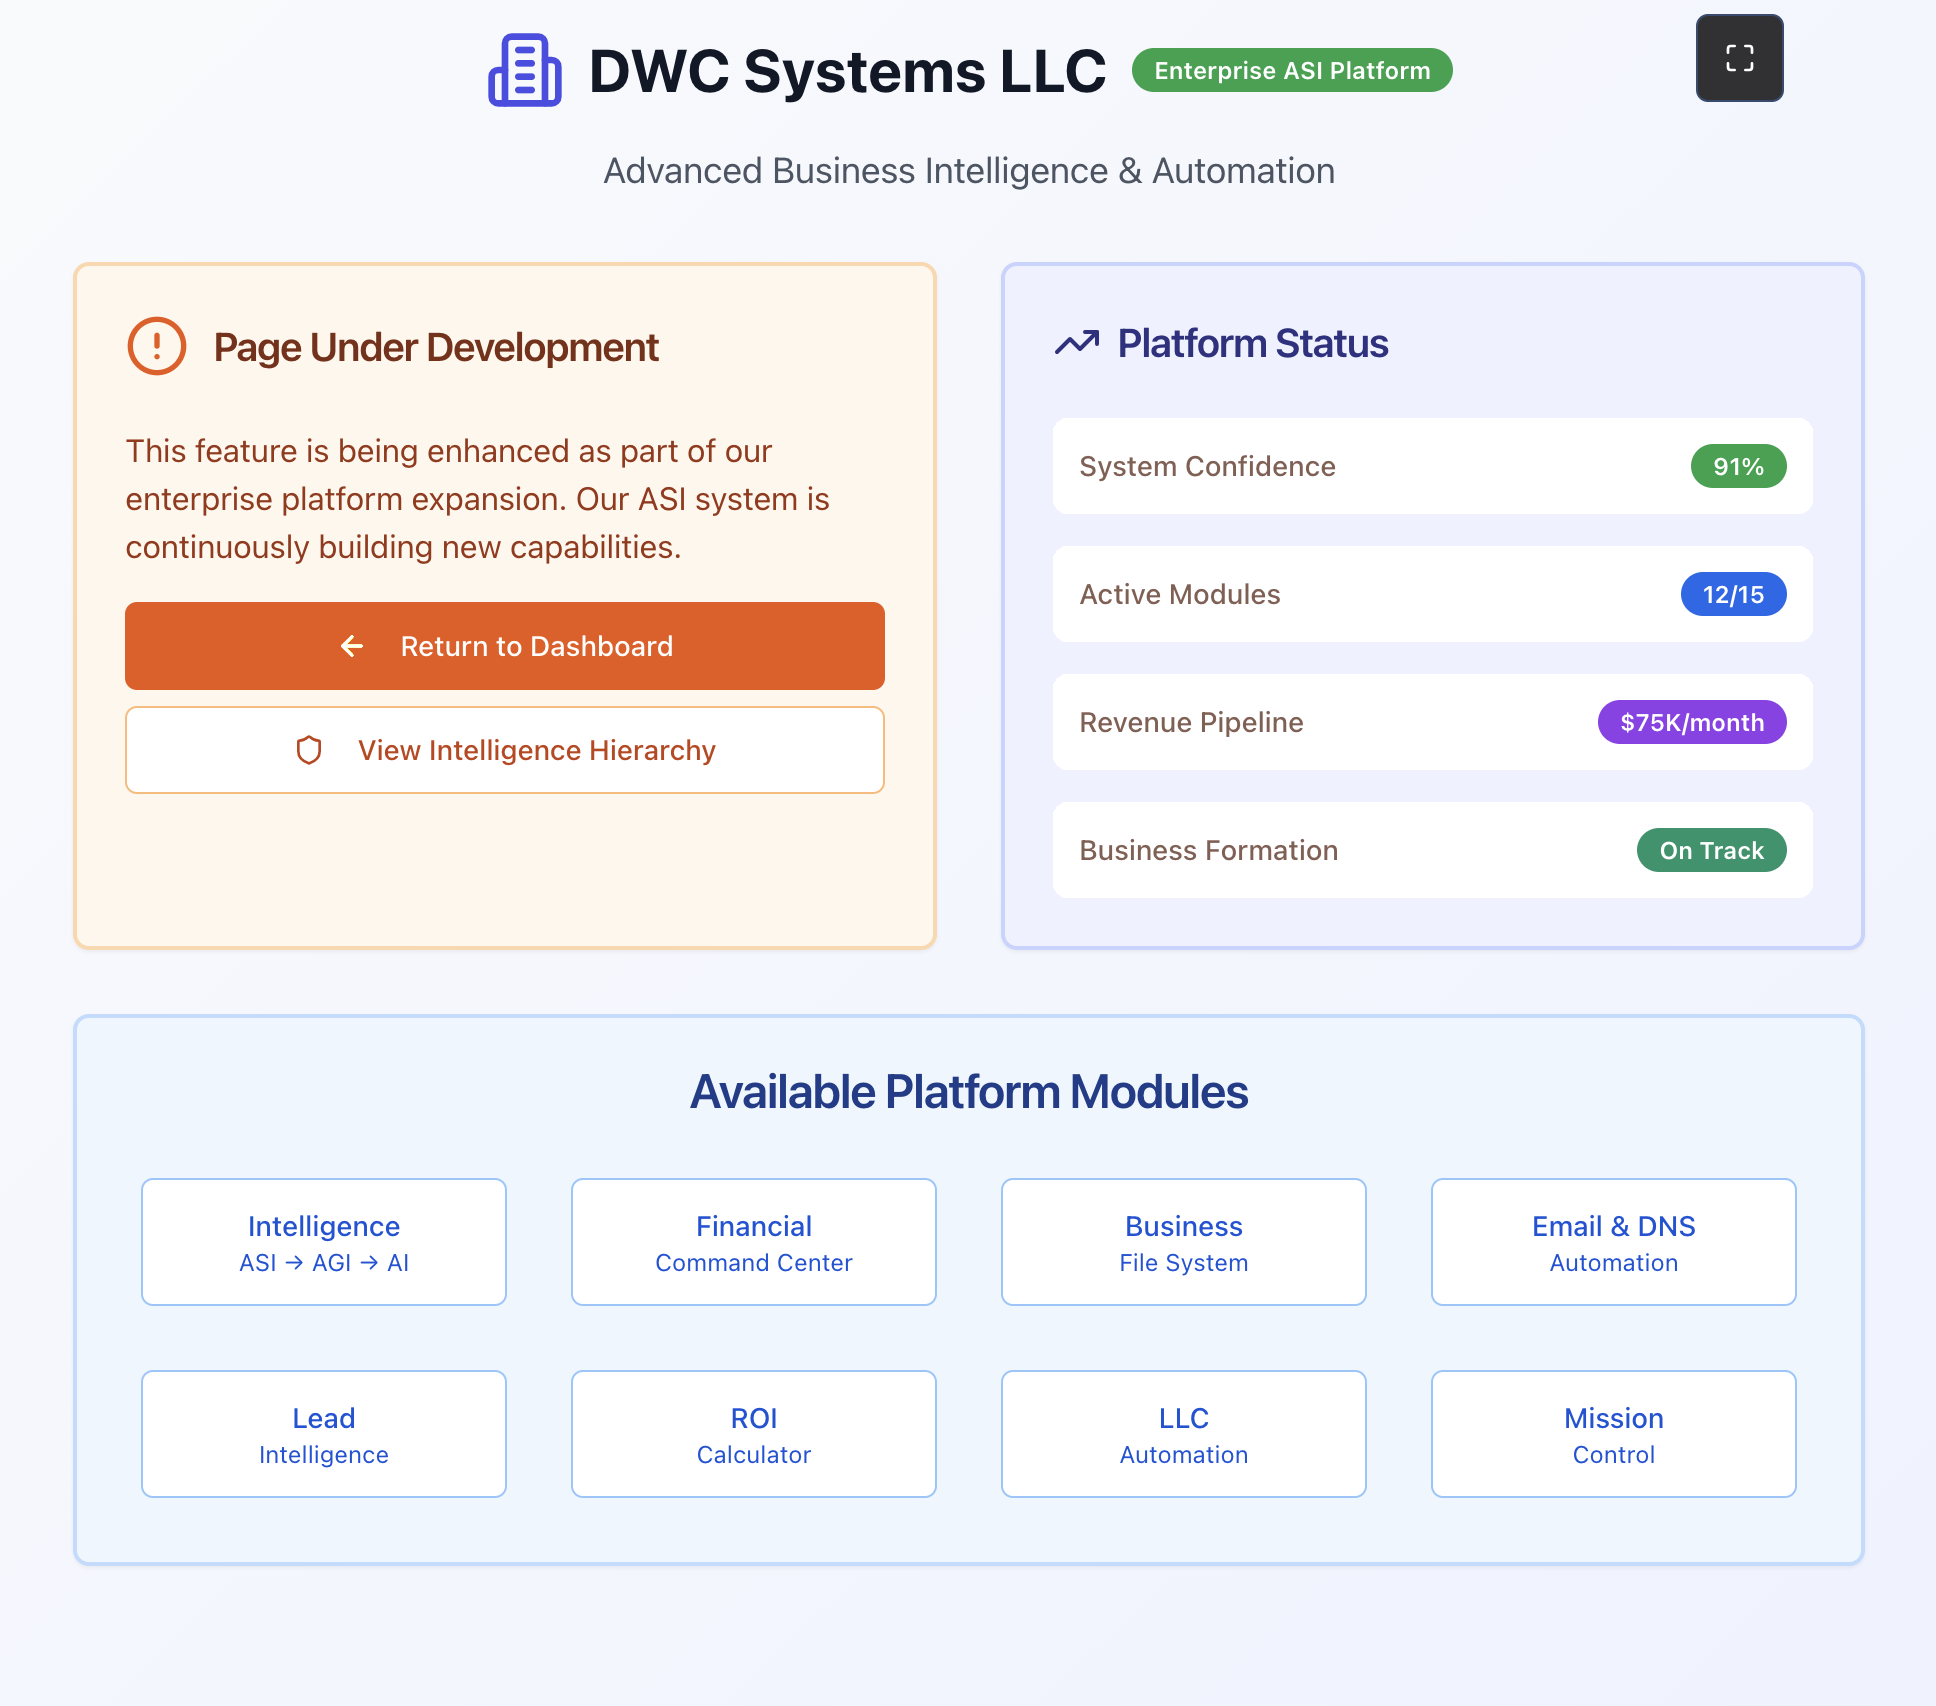 DWC Systems LLC
Enterprise ASI Platform
Advanced Business Intelligence & Automation
Page Under Development
This feature is being enhanced as part of our
enterprise platform expansion. Our ASI system is
continuously building new capabilities.
← Return to Dashboard
View Intelligence Hierarchy
Platform Status
System Confidence 91%
Active Modules 12/15
Revenue Pipeline $75K/month
Business Formation On Track
Available Platform Modules
Intelligence
ASI → AGI → AI
Financial
Command Center
Business
File System
Email & DNS
Automation
Lead
Intelligence
ROI
Calculator
LLC
Automation
Mission
Control